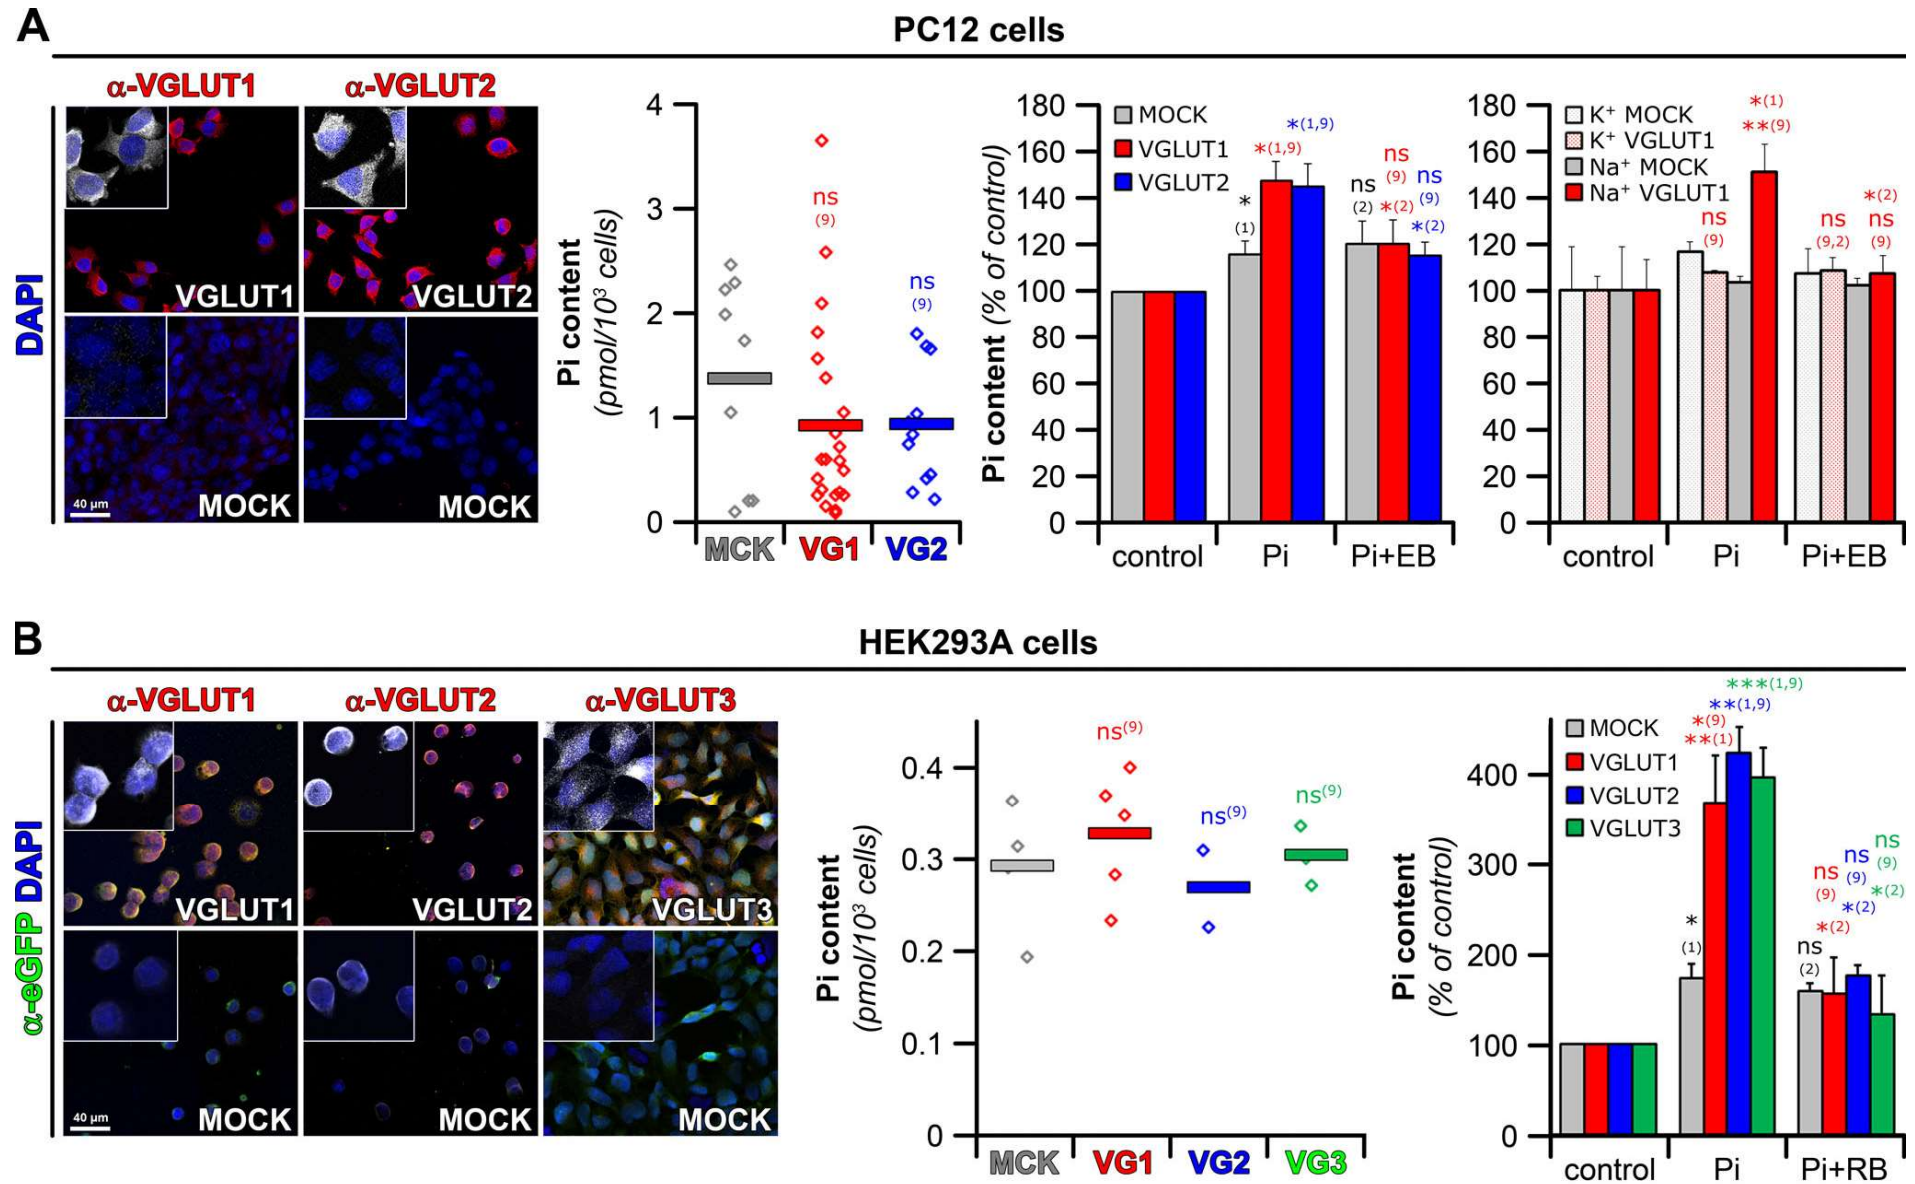 A
PC12 cells
α-VGLUT1
α-VGLUT2
DAPI
VGLUT1
VGLUT2
MOCK
MOCK
40 µm
Pi content
(pmol/10³ cells)
4
3
2
1
0
ns
(9)
ns
(9)
MCK
VG1
VG2
Pi content (% of control)
180
160
140
120
100
80
60
40
20
0
MOCK
VGLUT1
VGLUT2
*
(1)
*(1,9)
*(1,9)
ns
(2)
ns
(9)
*(2)
ns
(9)
*(2)
control
Pi
Pi+EB
180
160
140
120
100
80
60
40
20
0
K⁺ MOCK
K⁺ VGLUT1
Na⁺ MOCK
Na⁺ VGLUT1
ns
(9)
*(1)
**(9)
ns
(9,2)
*(2)
ns
(9)
control
Pi
Pi+EB
B
HEK293A cells
α-VGLUT1
α-VGLUT2
α-VGLUT3
α-eGFP DAPI
VGLUT1
VGLUT2
VGLUT3
MOCK
MOCK
MOCK
40 µm
Pi content
(pmol/10³ cells)
0.4
0.3
0.2
0.1
0
ns(9)
ns(9)
ns(9)
MCK
VG1
VG2
VG3
Pi content
(% of control)
400
300
200
100
0
MOCK
VGLUT1
VGLUT2
VGLUT3
*
(1)
*(9)
**(1)
**(1,9)
***(1,9)
ns
(2)
ns
(9)
*(2)
ns
(9)
*(2)
ns
(9)
*(2)
control
Pi
Pi+RB